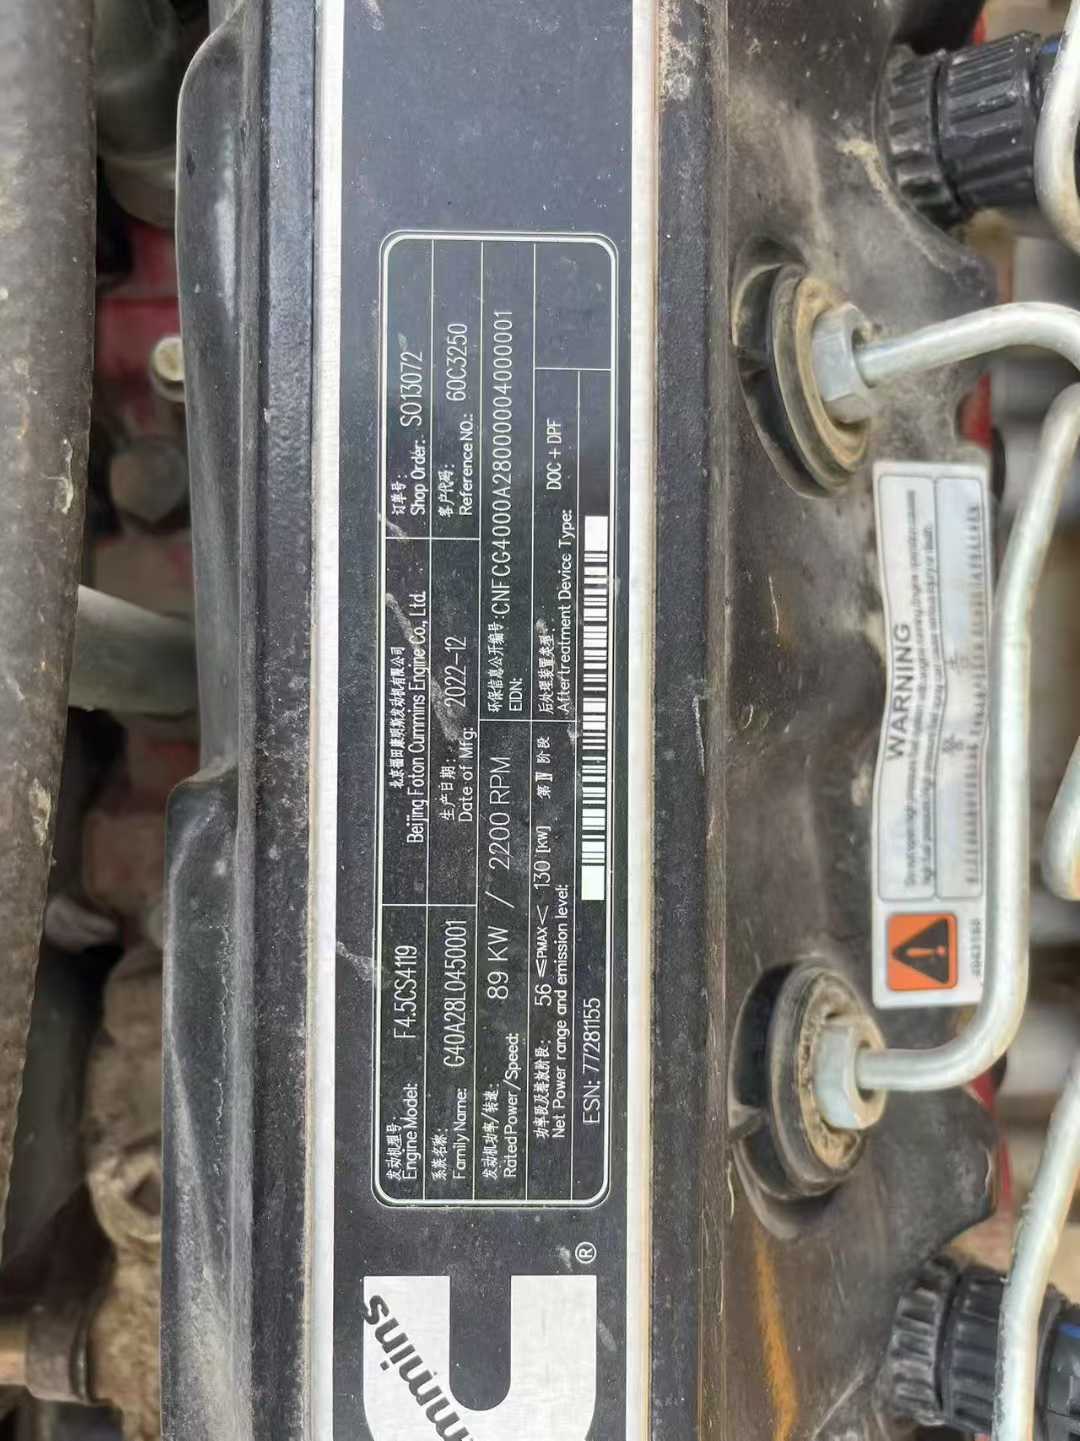 发动机型号:
Engine Model: F4.5CS4119
北京福田康明斯发动机有限公司
Beijing Foton Cummins Engine Co., Ltd.
订单号:
Shop Order: SO13072
系族名称:
Family Name: G40A28L0450001
生产日期:
Date of Mfg: 2022-12
客户代码:
Reference NO.: 60C3250
发动机功率/转速:
Rated Power/Speed: 89 KW / 2200 RPM
环保信息公开编号: CNFCG4000A28000004000001
EIDN:
功率段及排放阶段: 56 ≤PMAX< 130 [kW] 第 Ⅳ 阶段
Net Power range and emission level:
后处理装置类型:
Aftertreatment Device Type: DOC + DPF
ESN: 77281155
®
mmins
WARNING
警 告